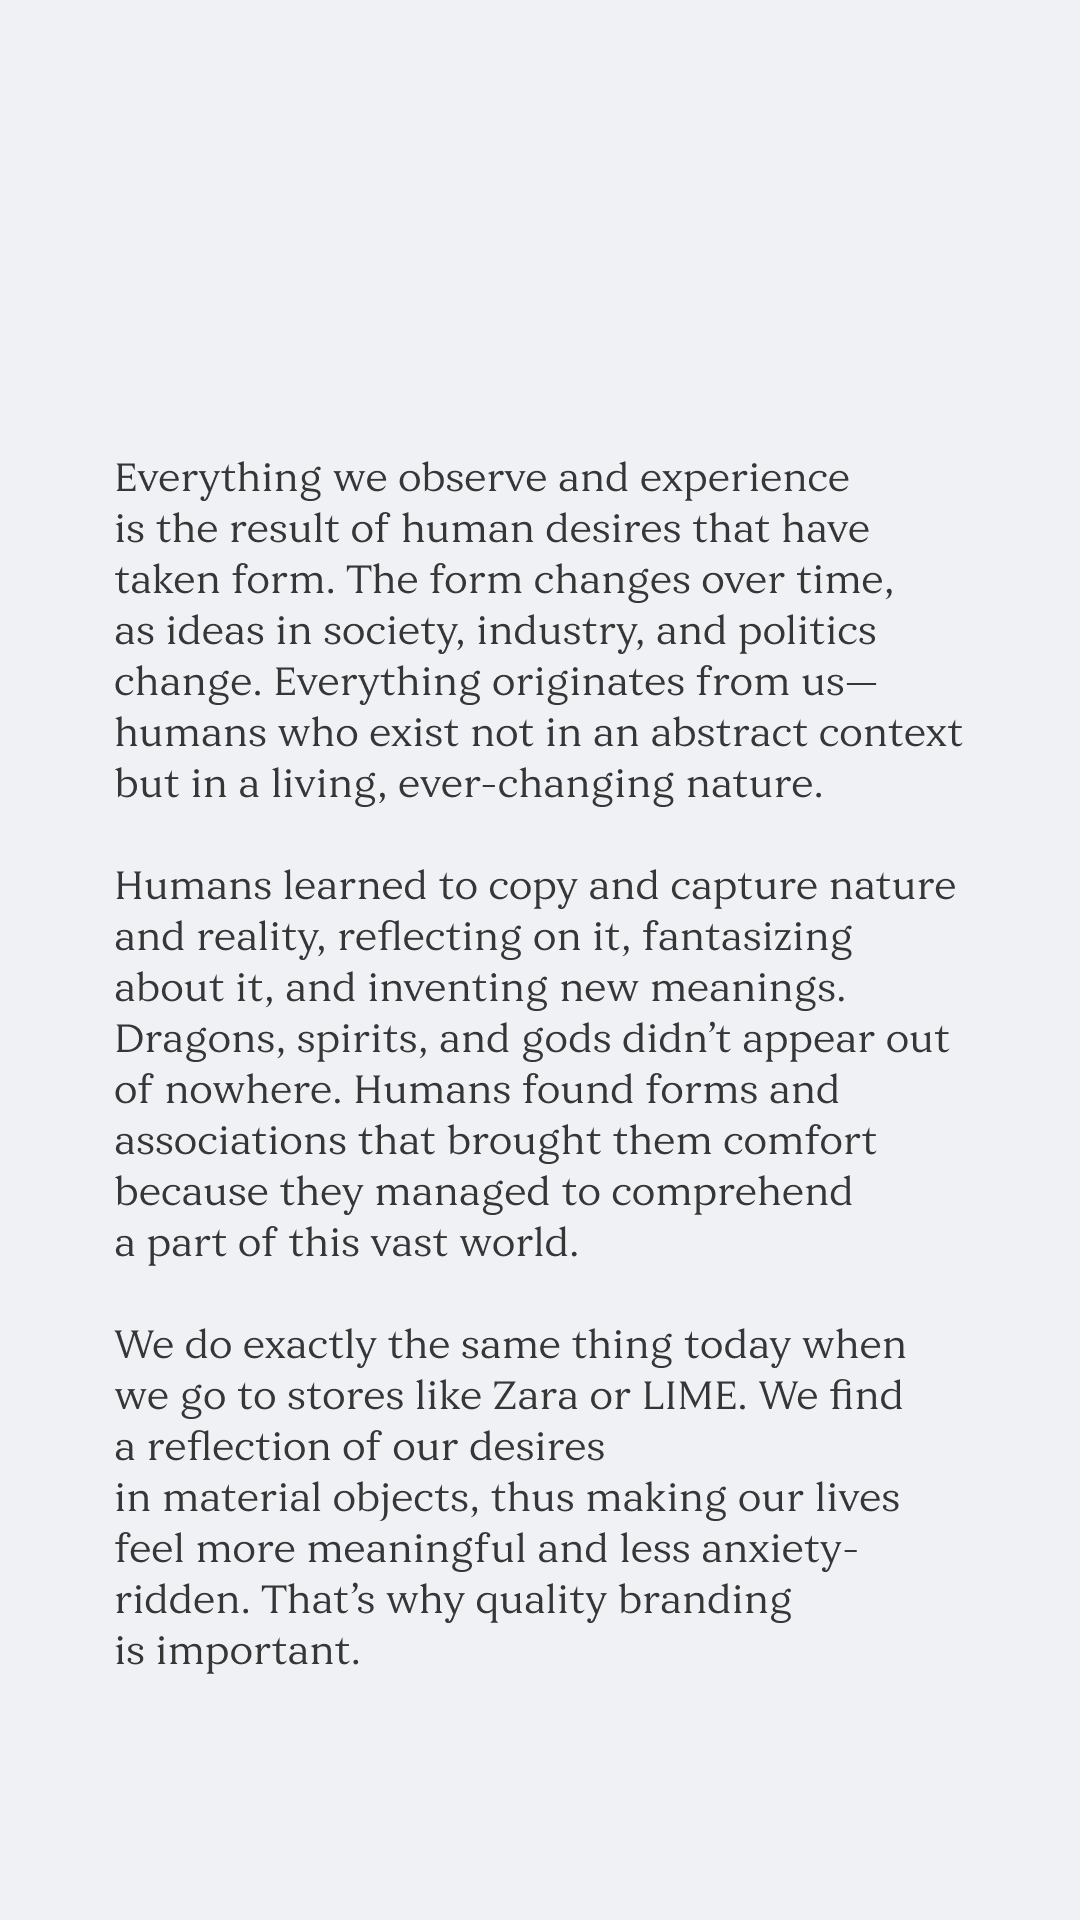 Everything we observe and experience
is the result of human desires that have
taken form. The form changes over time,
as ideas in society, industry, and politics
change. Everything originates from us—
humans who exist not in an abstract context
but in a living, ever-changing nature.
Humans learned to copy and capture nature
and reality, reflecting on it, fantasizing
about it, and inventing new meanings.
Dragons, spirits, and gods didn’t appear out
of nowhere. Humans found forms and
associations that brought them comfort
because they managed to comprehend
a part of this vast world.
We do exactly the same thing today when
we go to stores like Zara or LIME. We find
a reflection of our desires
in material objects, thus making our lives
feel more meaningful and less anxiety-
ridden. That’s why quality branding
is important.